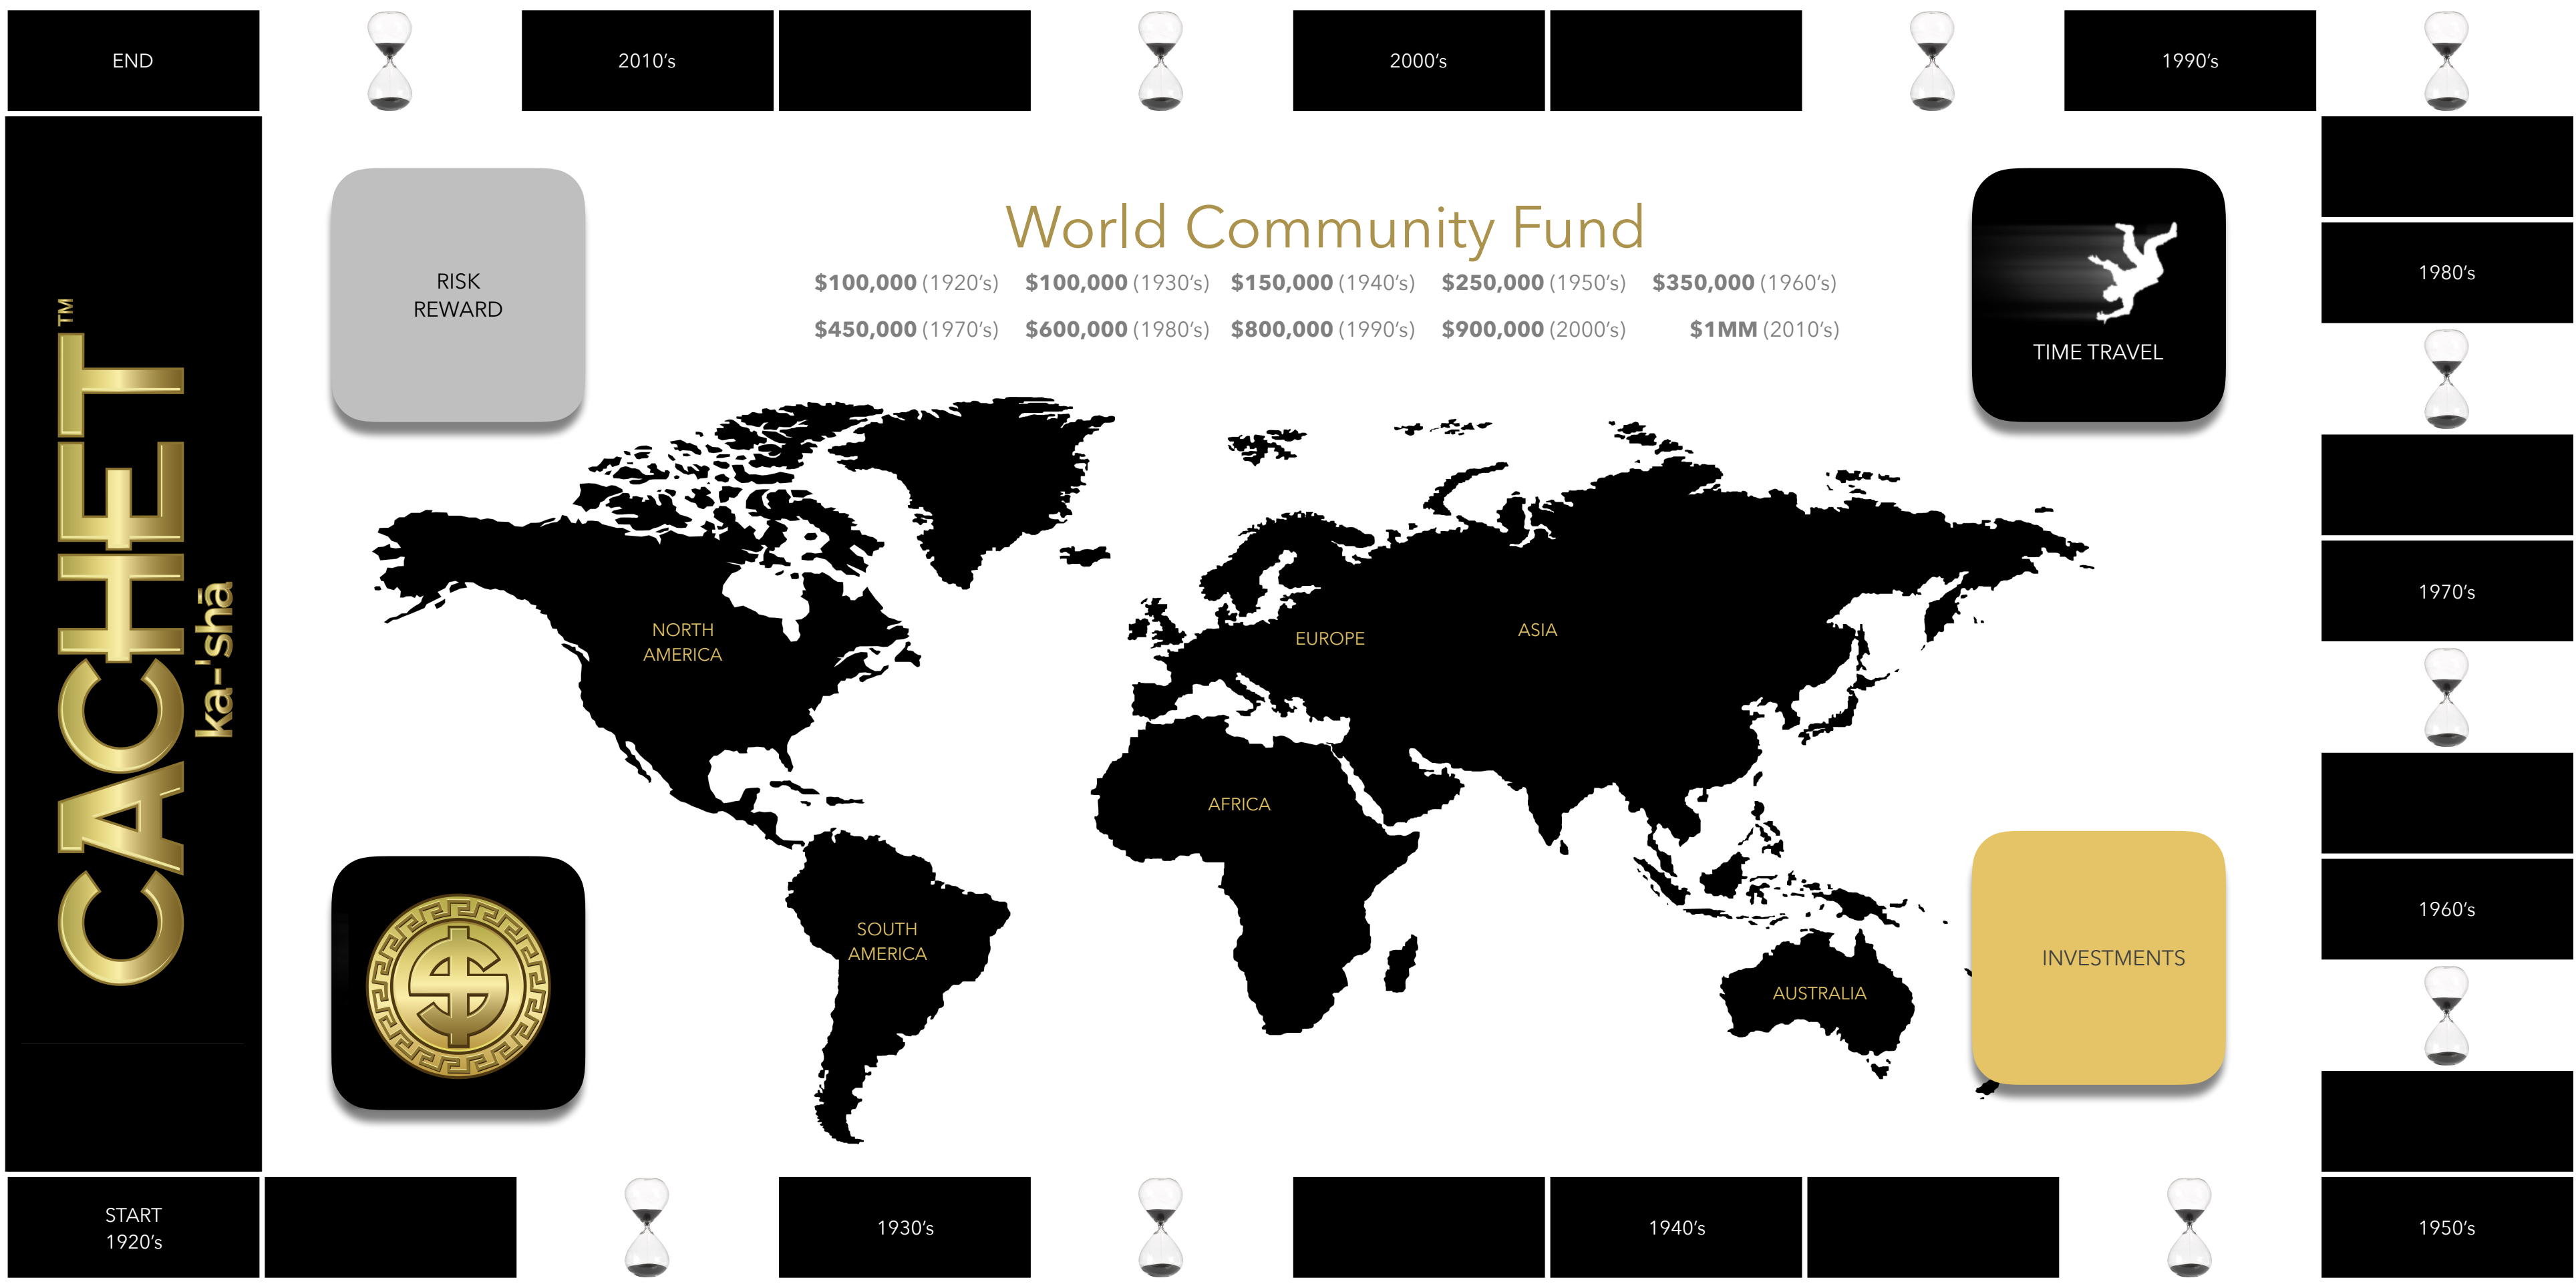 END
2010’s
2000’s
1990’s
RISK
REWARD
World Community Fund
$100,000 (1920’s) $100,000 (1930’s) $150,000 (1940’s) $250,000 (1950’s) $350,000 (1960’s)
$450,000 (1970’s) $600,000 (1980’s) $800,000 (1990’s) $900,000 (2000’s) $1MM (2010’s)
TIME TRAVEL
1980’s
CACHET™
ka-ˈshā
1970’s
NORTH
AMERICA
EUROPE
ASIA
AFRICA
SOUTH
AMERICA
AUSTRALIA
INVESTMENTS
1960’s
START
1920’s
1930’s
1940’s
1950’s